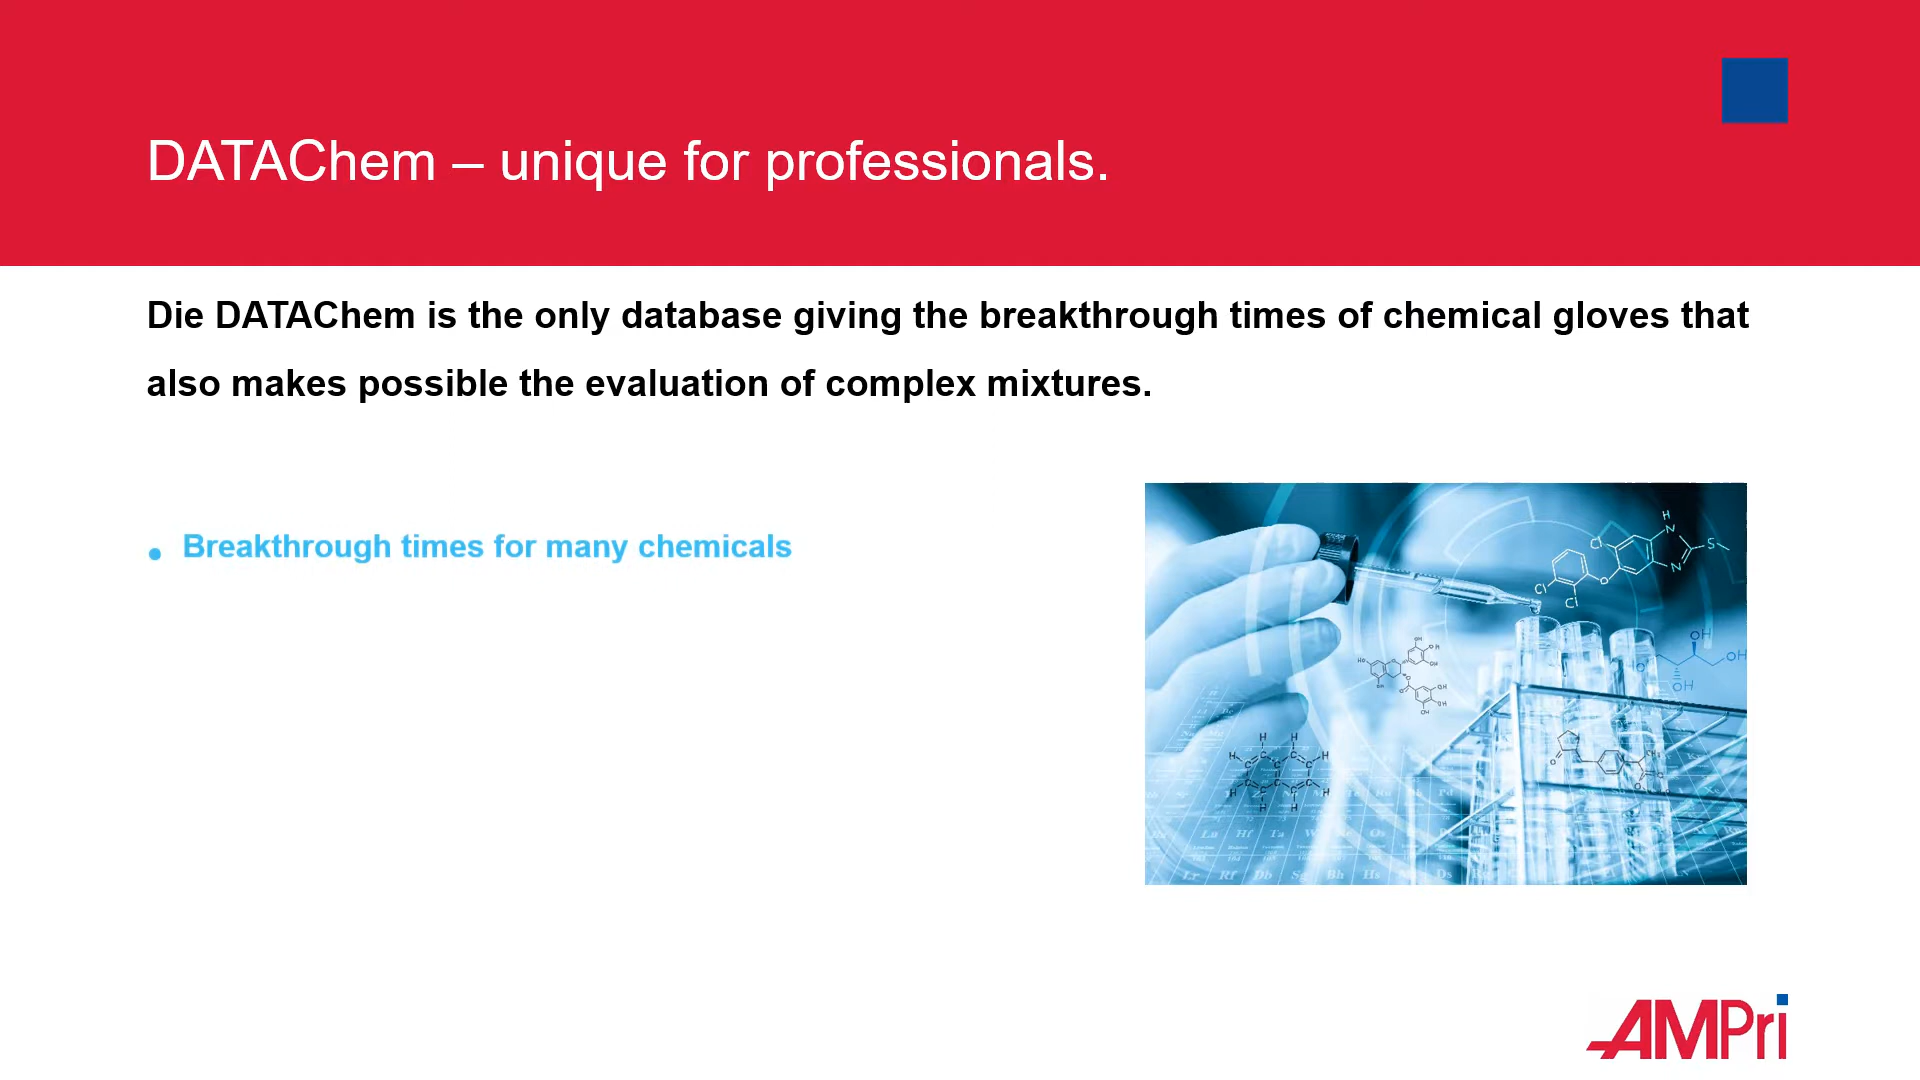 DATAChem – unique for professionals.
Die DATAChem is the only database giving the breakthrough times of chemical gloves that
also makes possible the evaluation of complex mixtures.
• Breakthrough times for many chemicals
AMPri